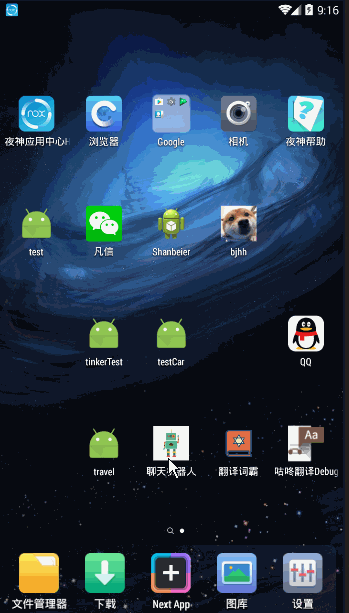 9:16
nox
夜神应用中心
浏览器
Google
相机
夜神帮助
test
凡信
Shanbeier
bjhh
tinkerTest
testCar
QQ
travel
聊天机器人
翻译词霸
Aa
咕咚翻译Debug
文件管理器
下载
Next App
图库
设置